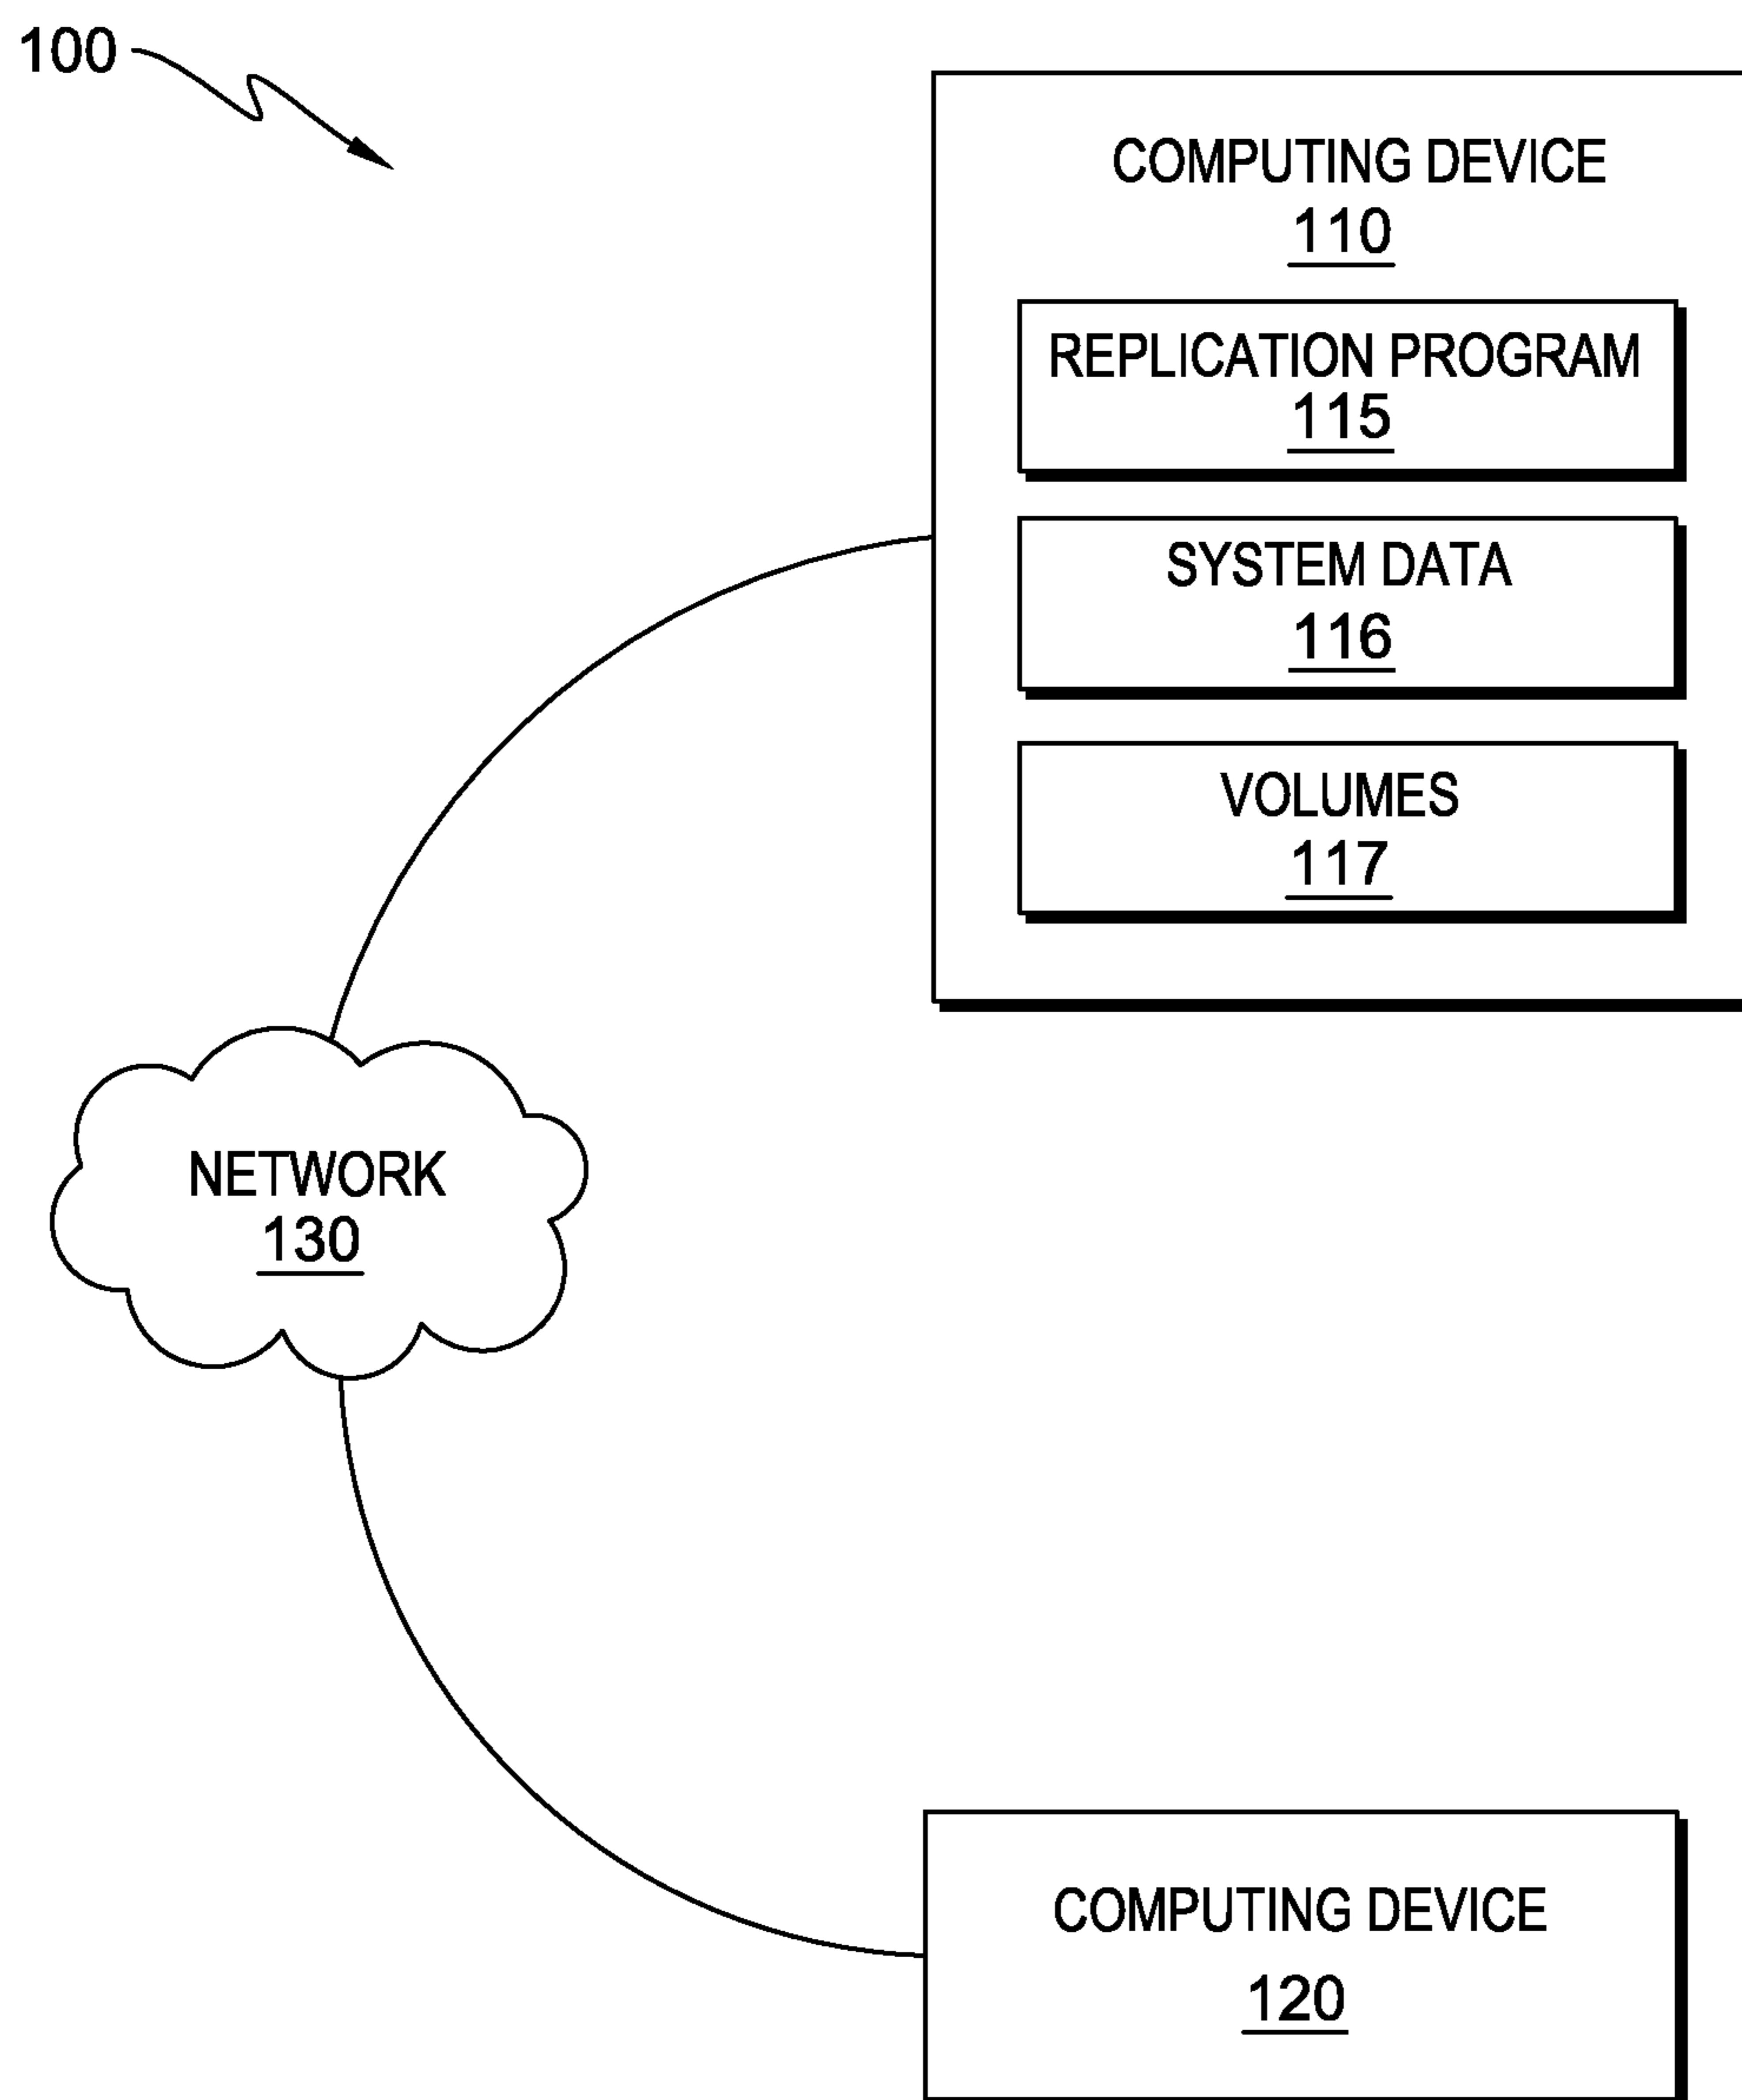 100
COMPUTING DEVICE
110
REPLICATION PROGRAM
115
SYSTEM DATA
116
VOLUMES
117
NETWORK
130
COMPUTING DEVICE
120